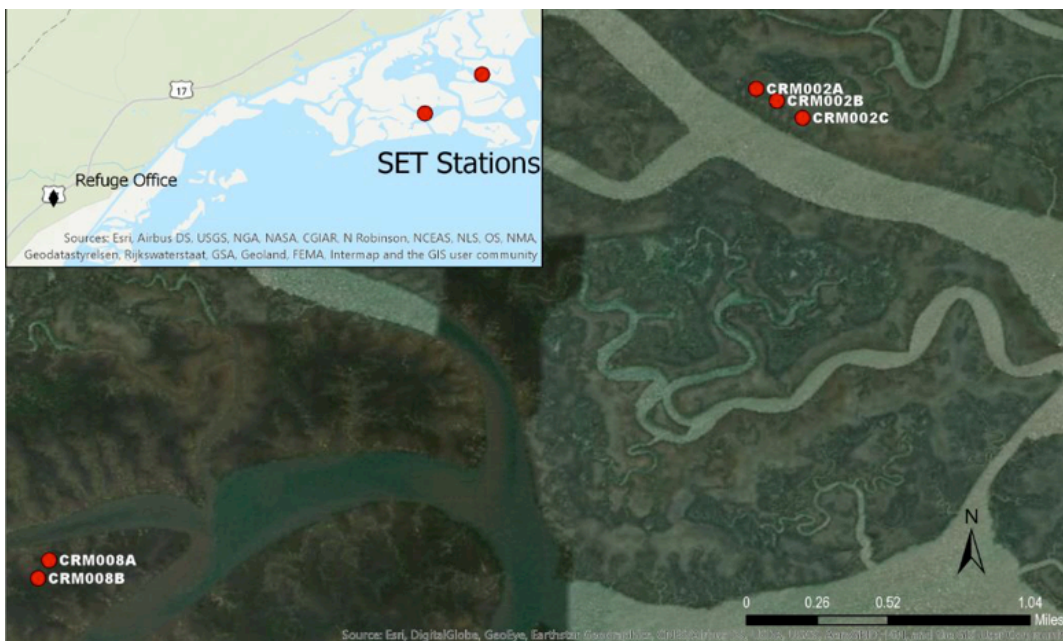 17
SET Stations
Refuge Office
Sources: Esri, Airbus DS, USGS, NGA, NASA, CGIAR, N Robinson, NCEAS, NLS, OS, NMA,
Geodatastyrelsen, Rijkswaterstaat, GSA, Geoland, FEMA, Intermap and the GIS user community
CRM002A
CRM002B
CRM002C
CRM008A
CRM008B
N
0 0.26 0.52 1.04
Miles
Source: Esri, DigitalGlobe, GeoEye, Earthstar Geographics,